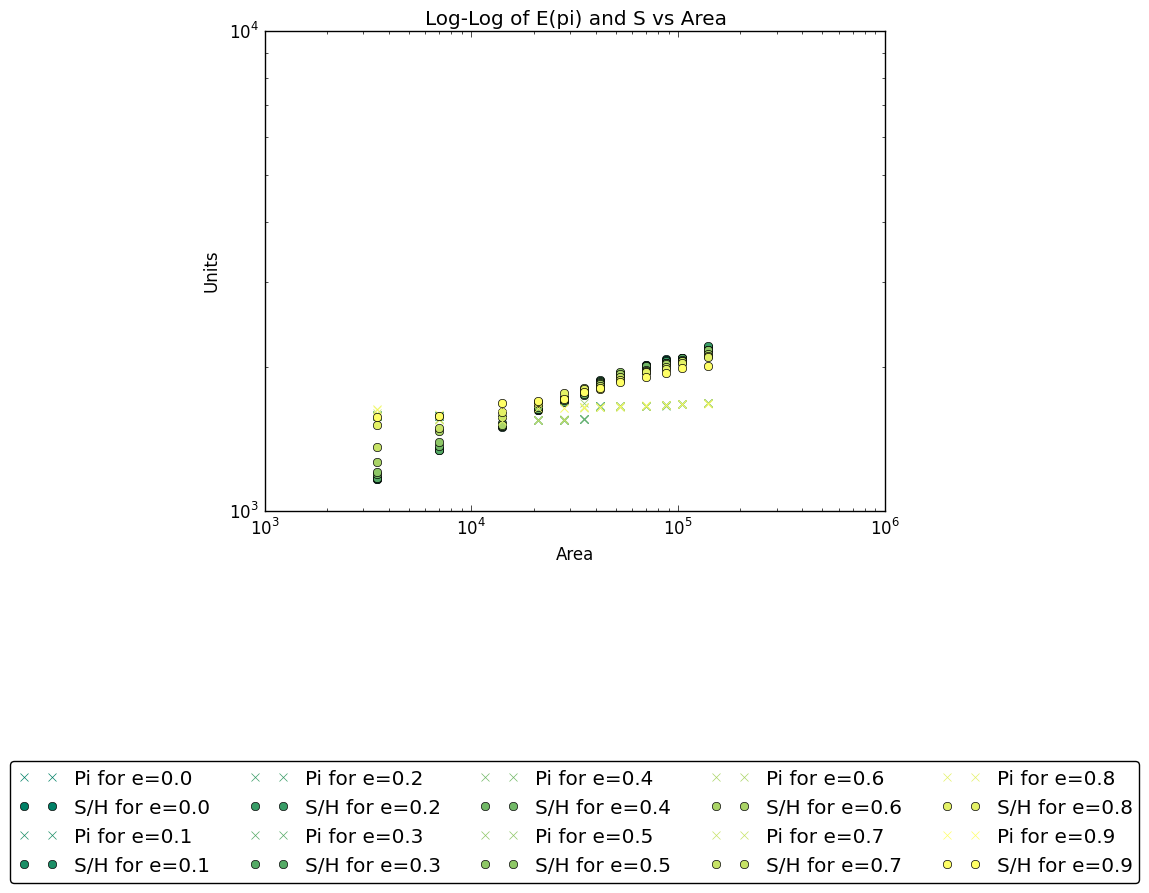 Log-Log of E(pi) and S vs Area
10^4
Units
10^3
10^3 10^4 10^5 10^6
Area
Pi for e=0.0 Pi for e=0.2 Pi for e=0.4 Pi for e=0.6 Pi for e=0.8
S/H for e=0.0 S/H for e=0.2 S/H for e=0.4 S/H for e=0.6 S/H for e=0.8
Pi for e=0.1 Pi for e=0.3 Pi for e=0.5 Pi for e=0.7 Pi for e=0.9
S/H for e=0.1 S/H for e=0.3 S/H for e=0.5 S/H for e=0.7 S/H for e=0.9